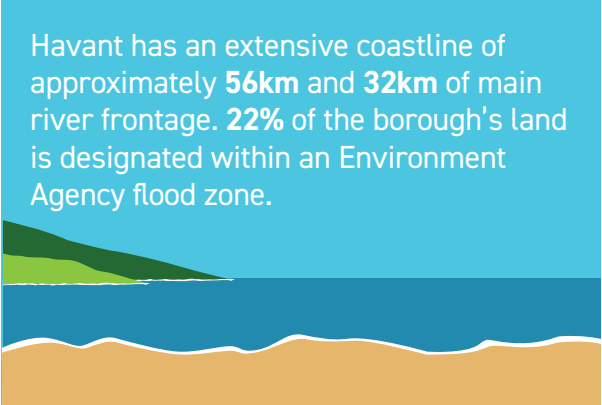 Havant has an extensive coastline of
approximately 56km and 32km of main
river frontage. 22% of the borough's land
is designated within an Environment
Agency flood zone.